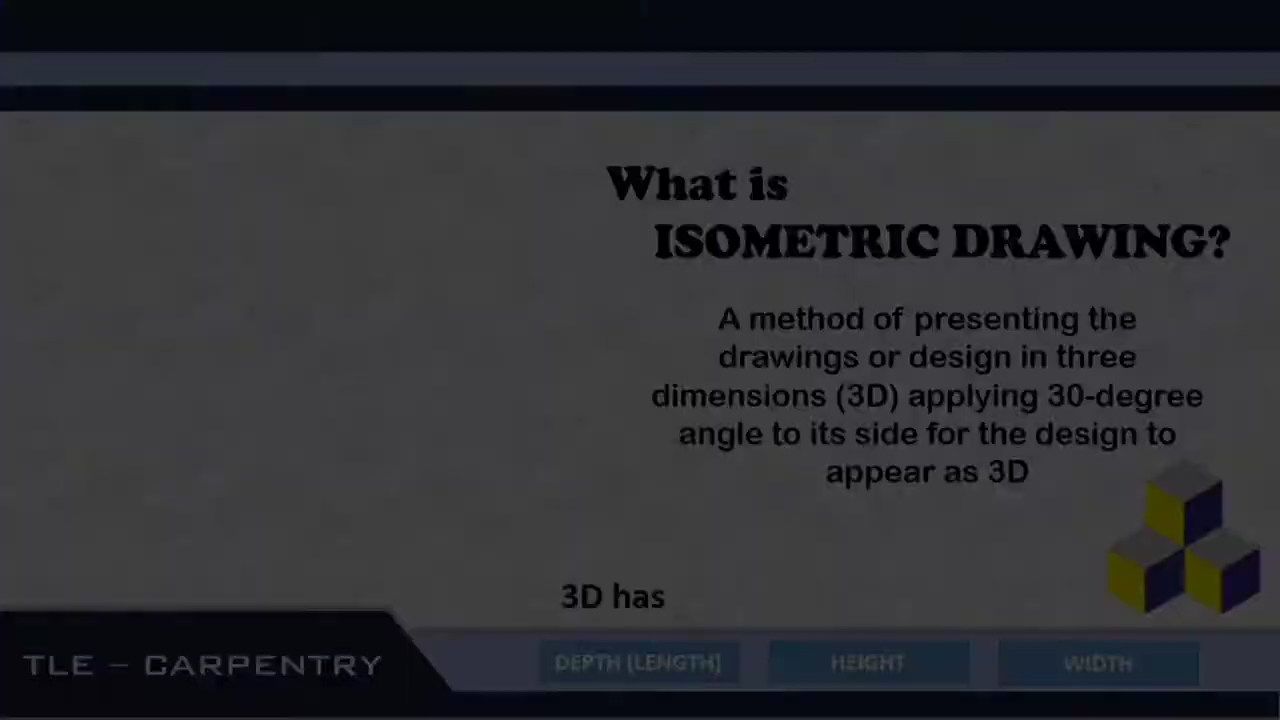 What is
ISOMETRIC DRAWING?
A method of presenting the
drawings or design in three
dimensions (3D) applying 30-degree
angle to its side for the design to
appear as 3D
3D has
TLE – CARPENTRY
DEPTH (LENGTH)
HEIGHT
WIDTH